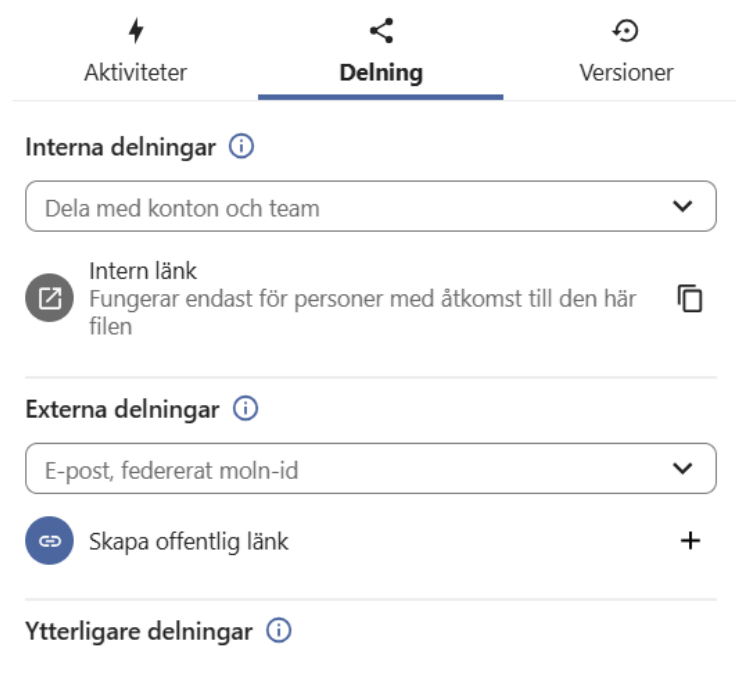 Aktiviteter
Delning
Versioner
Interna delningar
Dela med konton och team
Intern länk
Fungerar endast för personer med åtkomst till den här
filen
Externa delningar
E-post, federerat moln-id
Skapa offentlig länk
Ytterligare delningar